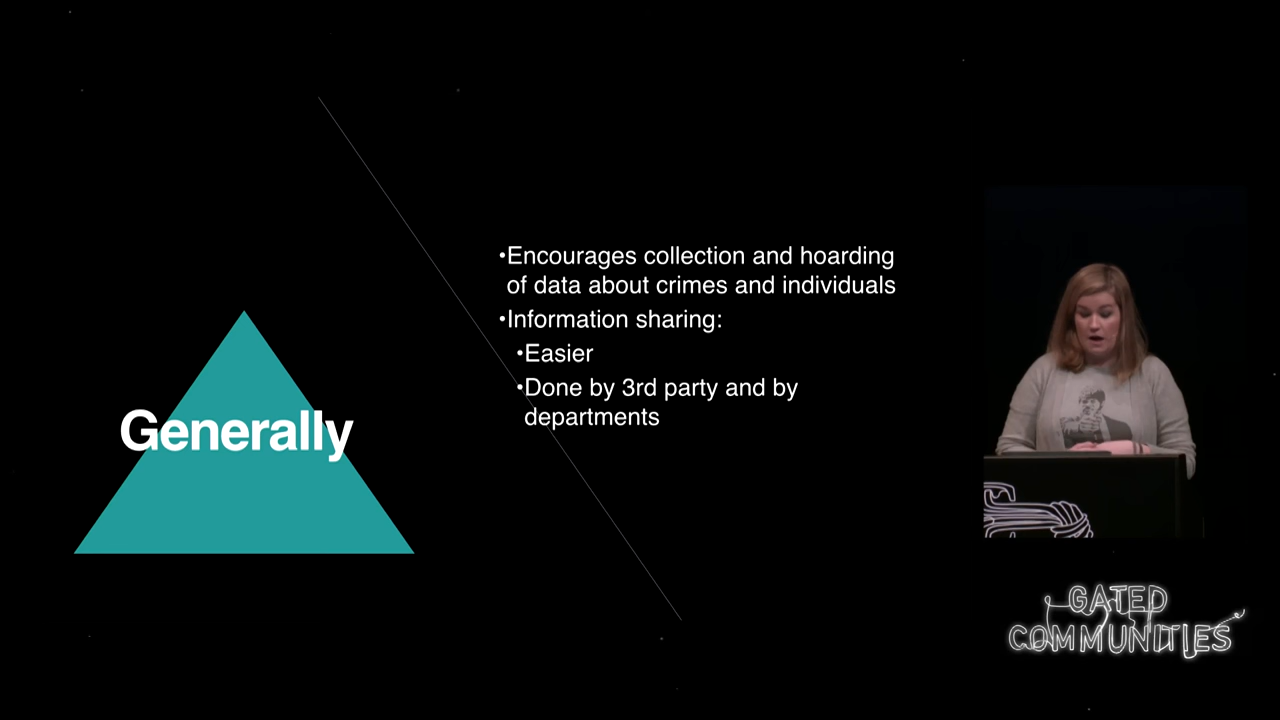 Generally
•Encourages collection and hoarding
of data about crimes and individuals
•Information sharing:
•Easier
•Done by 3rd party and by
departments
GATED
COMMUNITIES